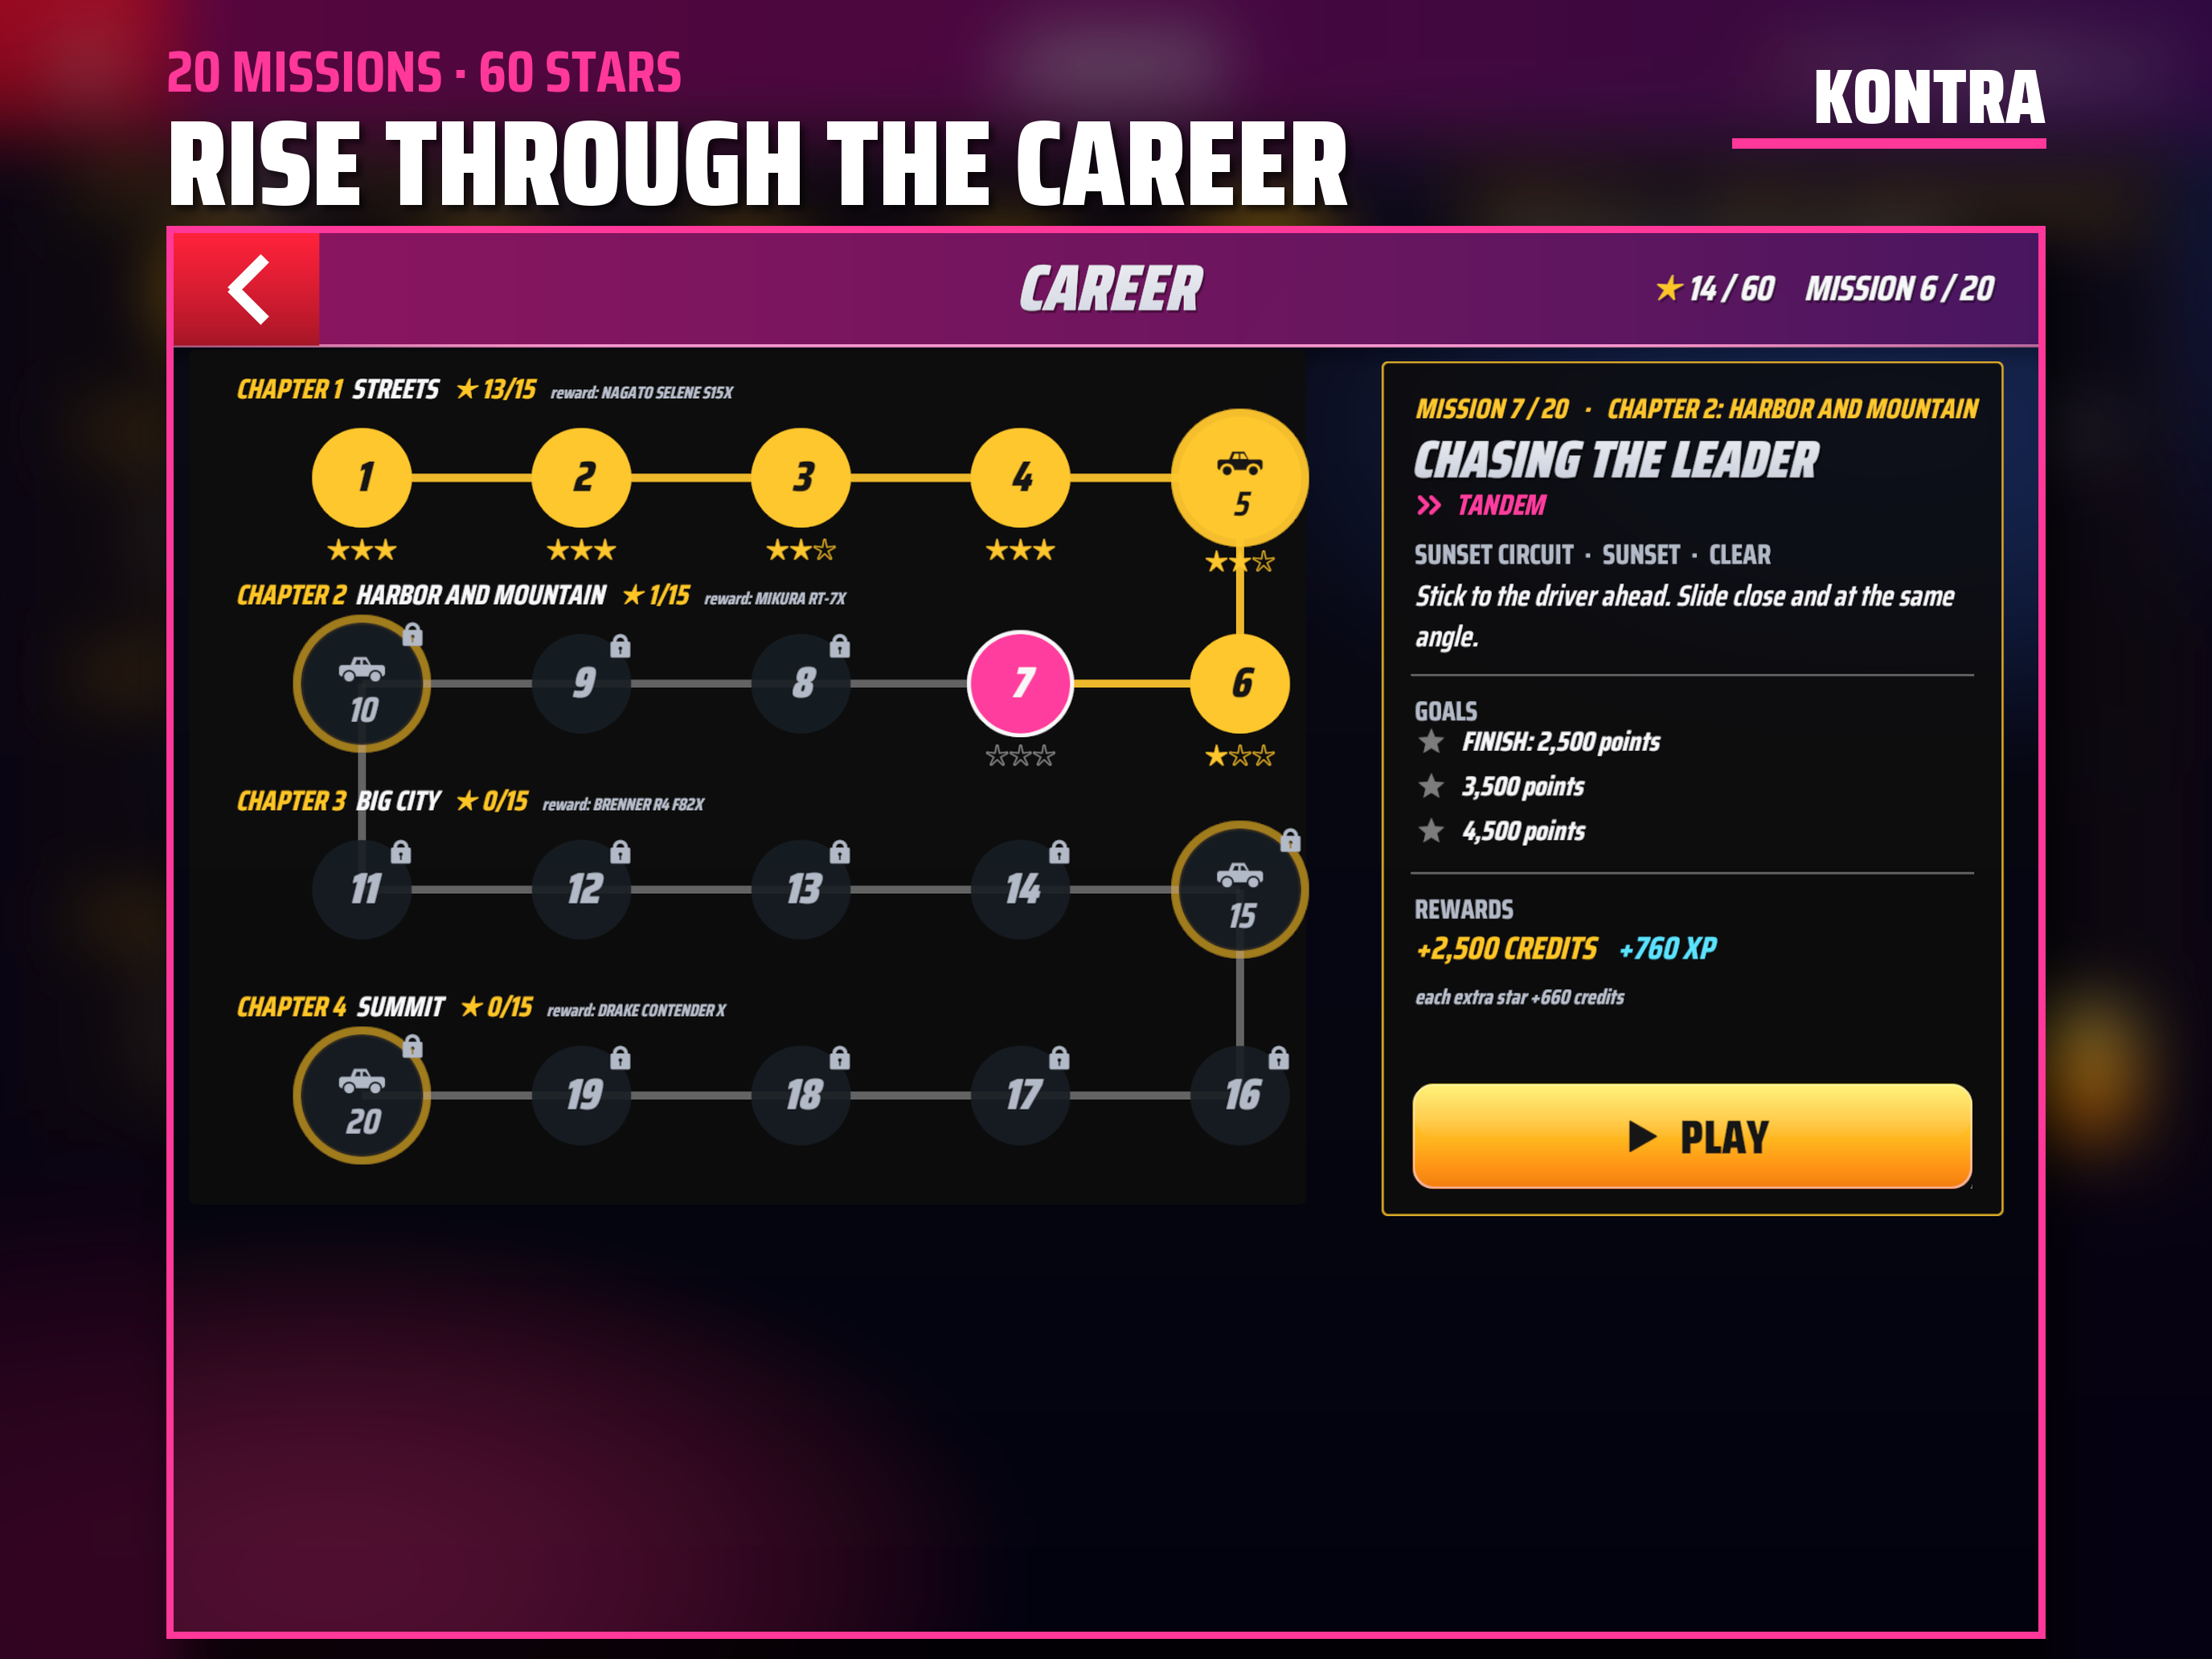 20 MISSIONS · 60 STARS
RISE THROUGH THE CAREER
KONTRA
CAREER
★ 14 / 60 MISSION 6 / 20
CHAPTER 1 STREETS ★ 13/15 reward: NAGATO SELENE S15X
1 2 3 4 5
CHAPTER 2 HARBOR AND MOUNTAIN ★ 1/15 reward: MIKURA RT-7X
10 9 8 7 6
CHAPTER 3 BIG CITY ★ 0/15 reward: BRENNER R4 F82X
11 12 13 14 15
CHAPTER 4 SUMMIT ★ 0/15 reward: DRAKE CONTENDER X
20 19 18 17 16
MISSION 7 / 20 · CHAPTER 2: HARBOR AND MOUNTAIN
CHASING THE LEADER
TANDEM
SUNSET CIRCUIT · SUNSET · CLEAR
Stick to the driver ahead. Slide close and at the same
angle.
GOALS
FINISH: 2,500 points
3,500 points
4,500 points
REWARDS
+2,500 CREDITS +760 XP
each extra star +660 credits
PLAY